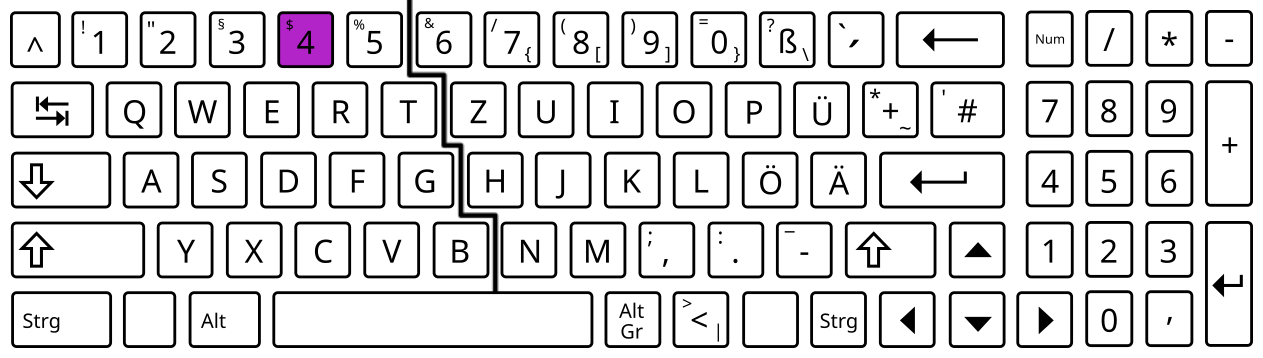 ^ ! 1 " 2 § 3 $ 4 % 5 & 6 / 7 { ( 8 [ ) 9 ] = 0 } ? ß \ ` ´ Num / * -
Q W E R T Z U I O P Ü * + ~ ' # 7 8 9 +
A S D F G H J K L Ö Ä 4 5 6
Y X C V B N M ; , : . _ - 1 2 3
Strg Alt Alt Gr > < | Strg 0 ,